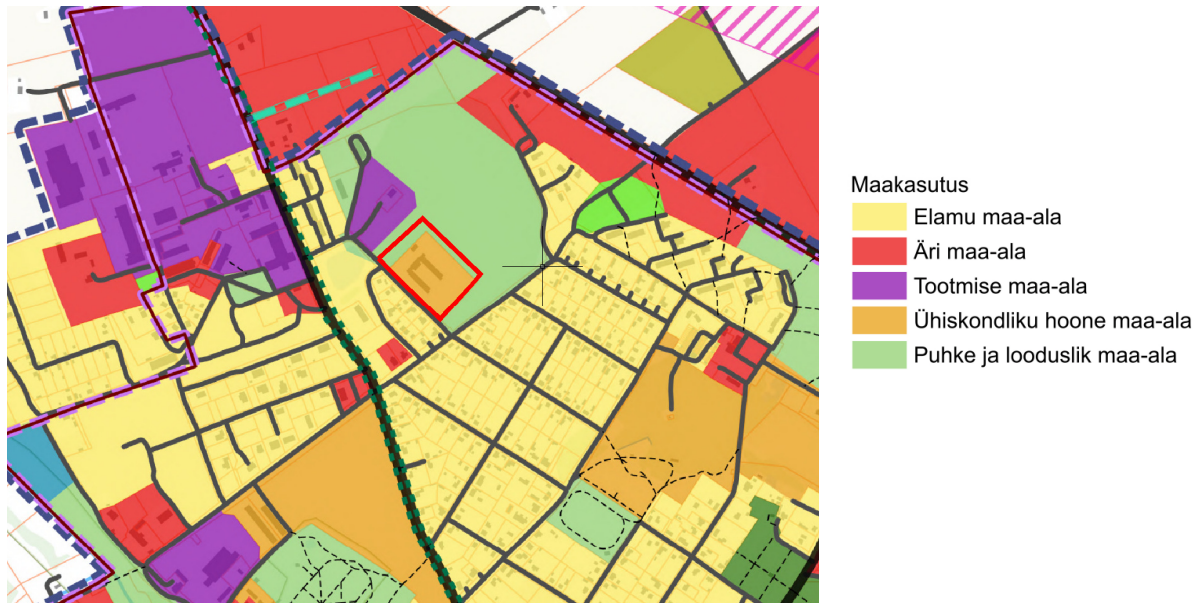 Maakasutus
Elamu maa-ala
Äri maa-ala
Tootmise maa-ala
Ühiskondliku hoone maa-ala
Puhke ja looduslik maa-ala